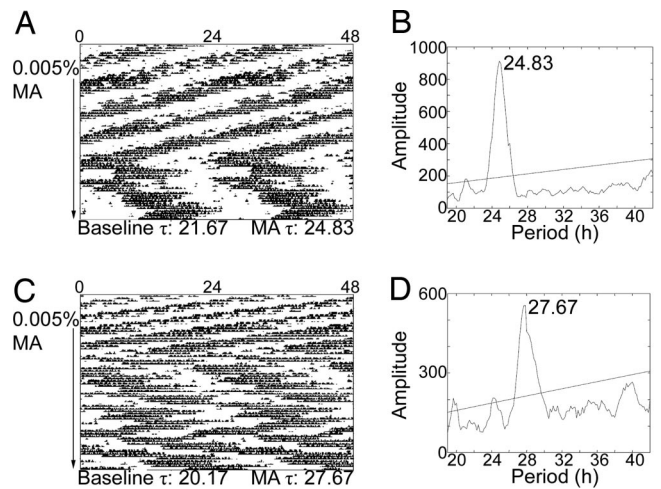 A
0 24 48
0.005%
MA
Baseline τ: 21.67 MA τ: 24.83
B
1000
800
600
400
200
0
Amplitude
24.83
20 24 28 32 36 40
Period (h)
C
0 24 48
0.005%
MA
Baseline τ: 20.17 MA τ: 27.67
D
600
300
0
Amplitude
27.67
20 24 28 32 36 40
Period (h)